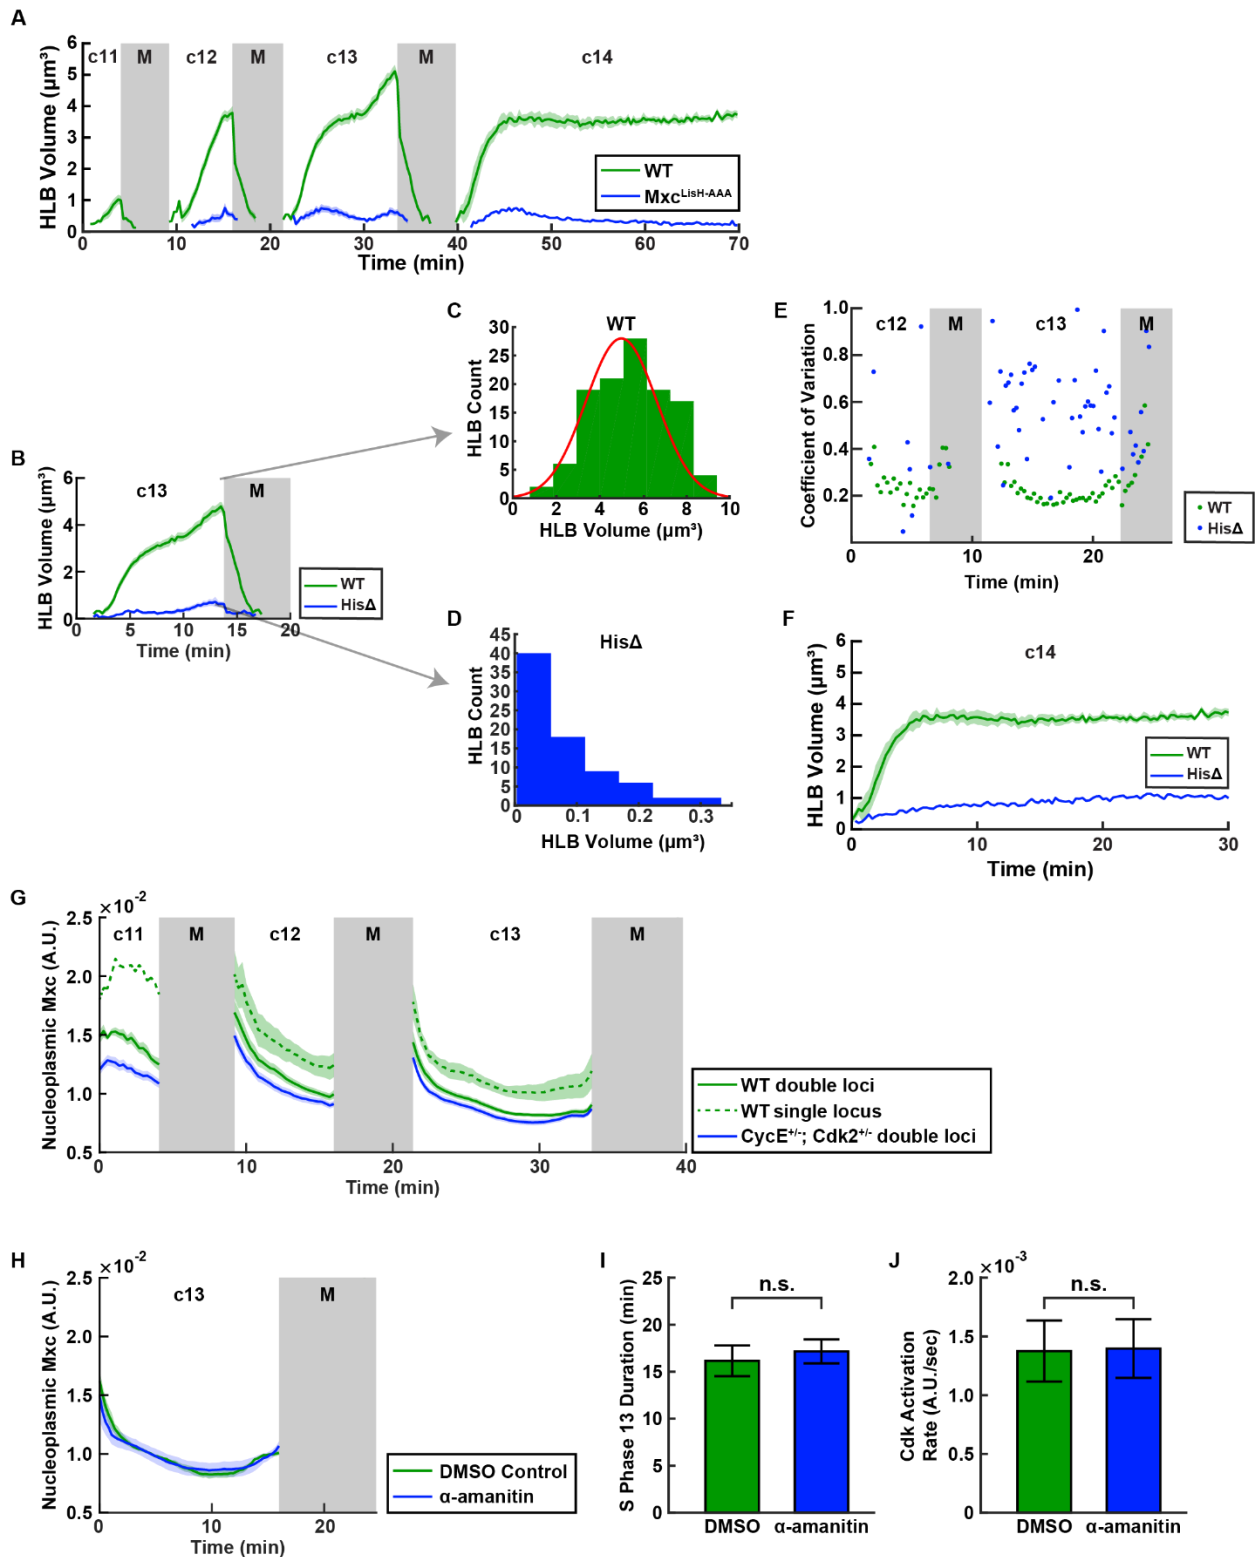 A
HLB Volume (µm³)
6
5
4
3
2
1
0
c11
M
c12
M
c13
M
c14
WT
Mxc^LisH-AAA
0
10
20
30
40
50
60
70
Time (min)
B
HLB Volume (µm³)
6
4
2
0
c13
M
WT
HisΔ
0
5
10
15
20
Time (min)
C
WT
HLB Count
30
25
20
15
10
5
0
0
2
4
6
8
10
HLB Volume (µm³)
D
HisΔ
HLB Count
45
40
35
30
25
20
15
10
5
0
0
0.1
0.2
0.3
HLB Volume (µm³)
E
Coefficient of Variation
1.0
0.8
0.6
0.4
0.2
c12
M
c13
M
WT
HisΔ
0
10
20
Time (min)
F
HLB Volume (µm³)
6
5
4
3
2
1
0
c14
WT
HisΔ
0
10
20
30
Time (min)
G
×10⁻²
Nucleoplasmic Mxc (A.U.)
2.5
2.0
1.5
1.0
0.5
c11
M
c12
M
c13
M
WT double loci
WT single locus
CycE⁺/⁻; Cdk2⁺/⁻ double loci
0
10
20
30
40
Time (min)
H
×10⁻²
Nucleoplasmic Mxc (A.U.)
2.5
2.0
1.5
1.0
0.5
c13
M
DMSO Control
α-amanitin
0
10
20
Time (min)
I
S Phase 13 Duration (min)
25
20
15
10
5
0
n.s.
DMSO α-amanitin
J
×10⁻³
Cdk Activation
Rate (A.U./sec)
2.0
1.5
1.0
0.5
0
n.s.
DMSO α-amanitin